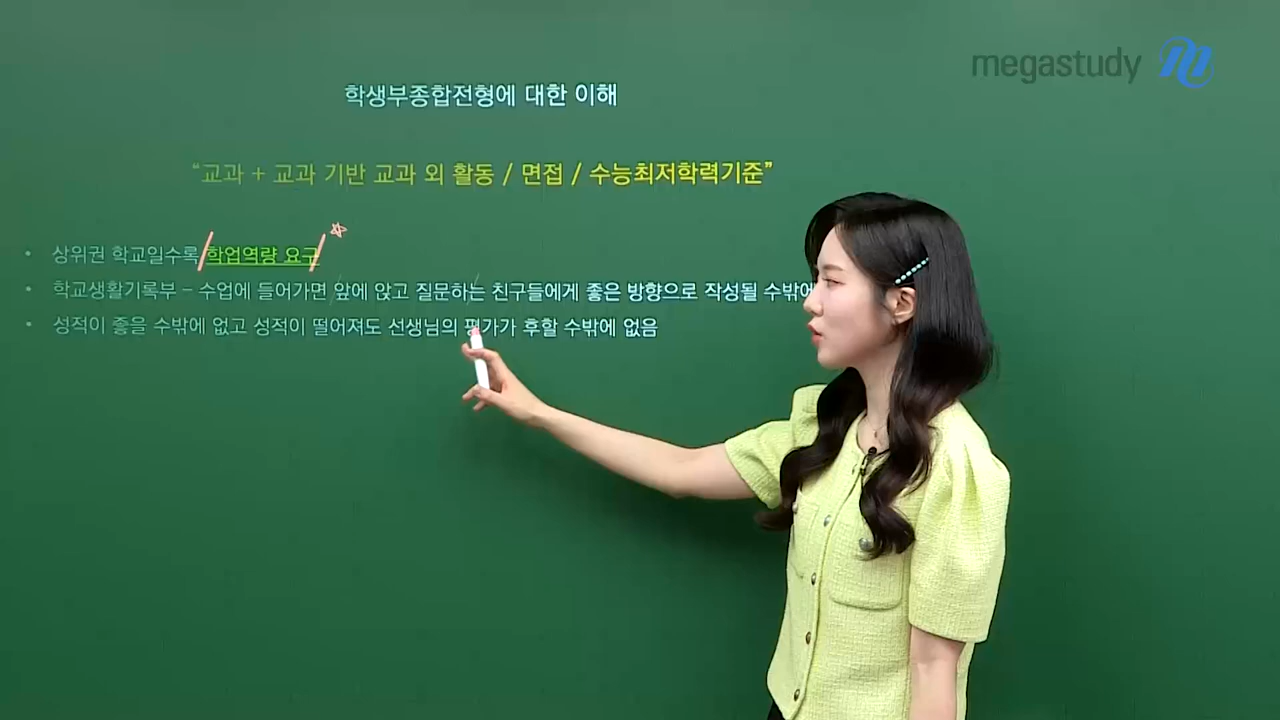 megastudy
학생부종합전형에 대한 이해
“교과 + 교과 기반 교과 외 활동 / 면접 / 수능최저학력기준”
• 상위권 학교일수록 학업역량 요구
• 학교생활기록부 – 수업에 들어가면 앞에 앉고 질문하는 친구들에게 좋은 방향으로 작성될 수밖에
• 성적이 좋을 수밖에 없고 성적이 떨어져도 선생님의 평가가 후할 수밖에 없음